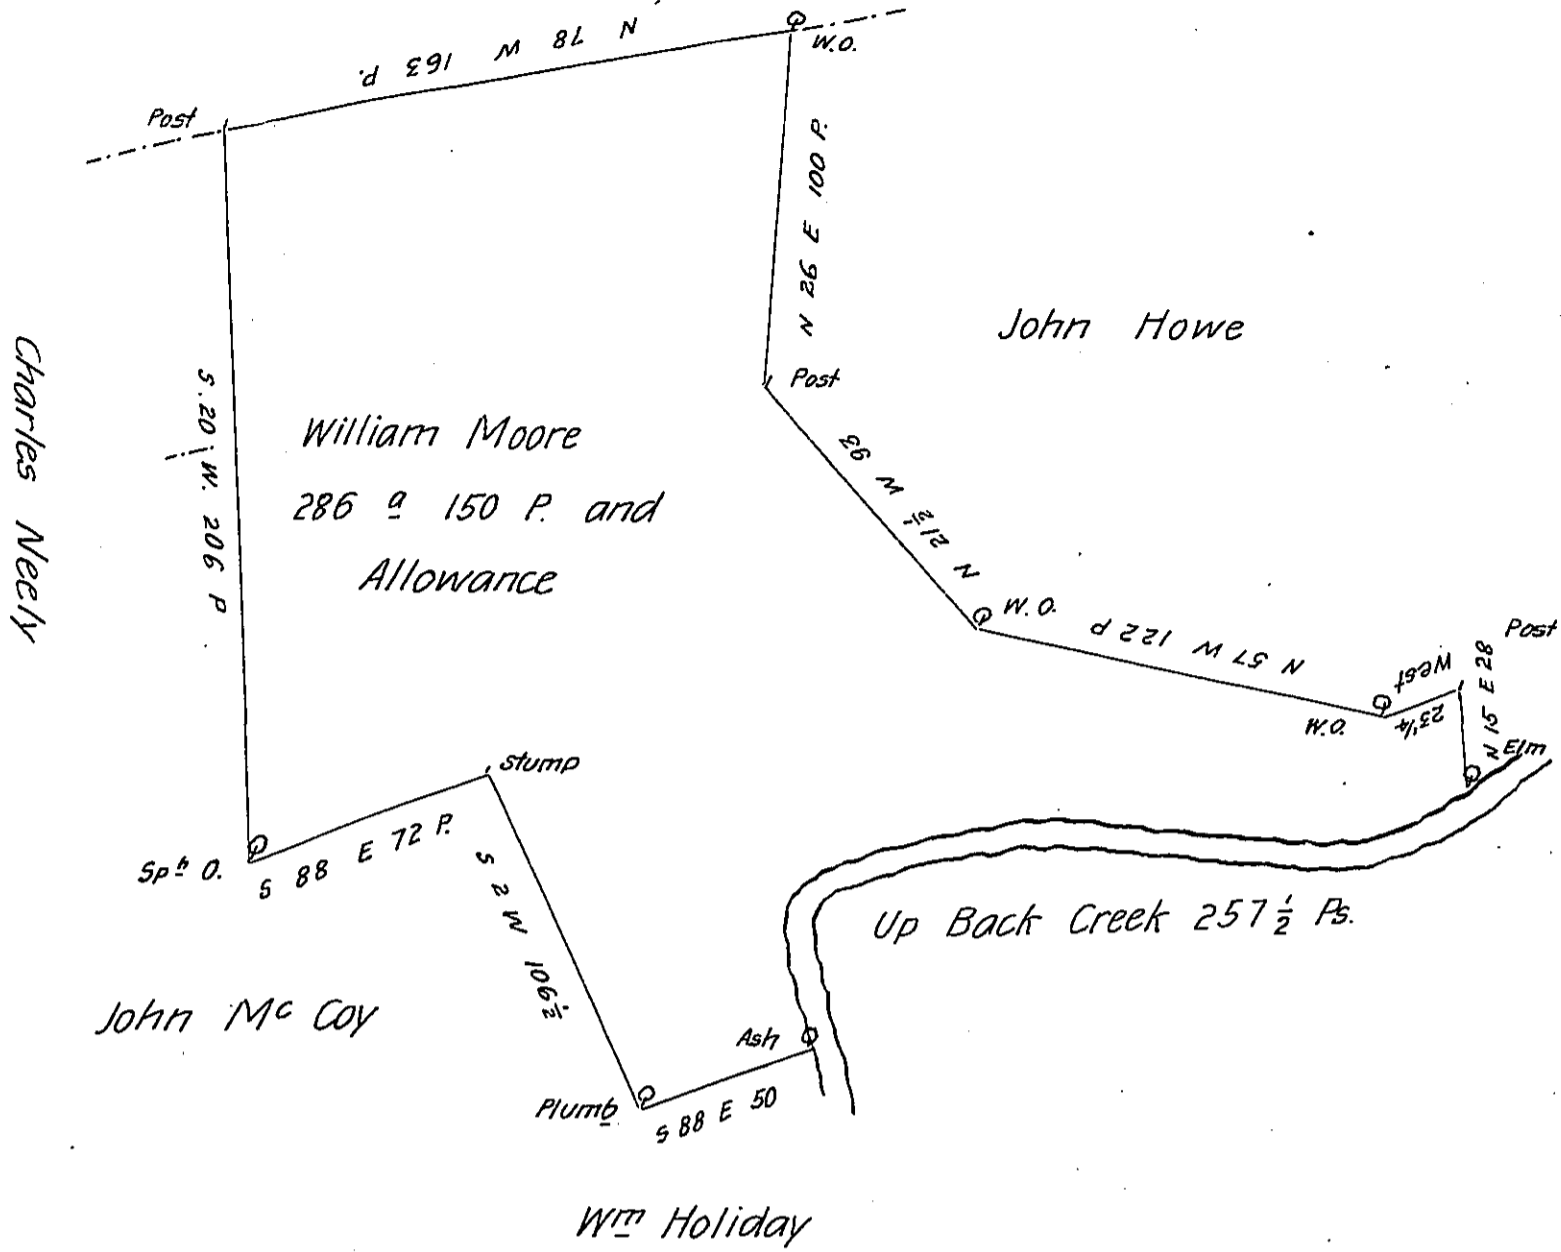 N 78 W 163 P.
W.O.
Post
N 26 E 100 P.
John Howe
Post
Charles Neely
S. 20 W. 206 P
William Moore
286 a 150 P. and
Allowance
N 21½ W 93
W.O.
N 57 W 122 P
W.O.
West
23¼
Post
N 15 E 28
Elm
Stump
Sph O.
S 88 E 72 P.
S 2 W 106½
Up Back Creek 257½ Ps.
John Mc Coy
Ash
Plumb
S 88 E 50
Wm Holiday